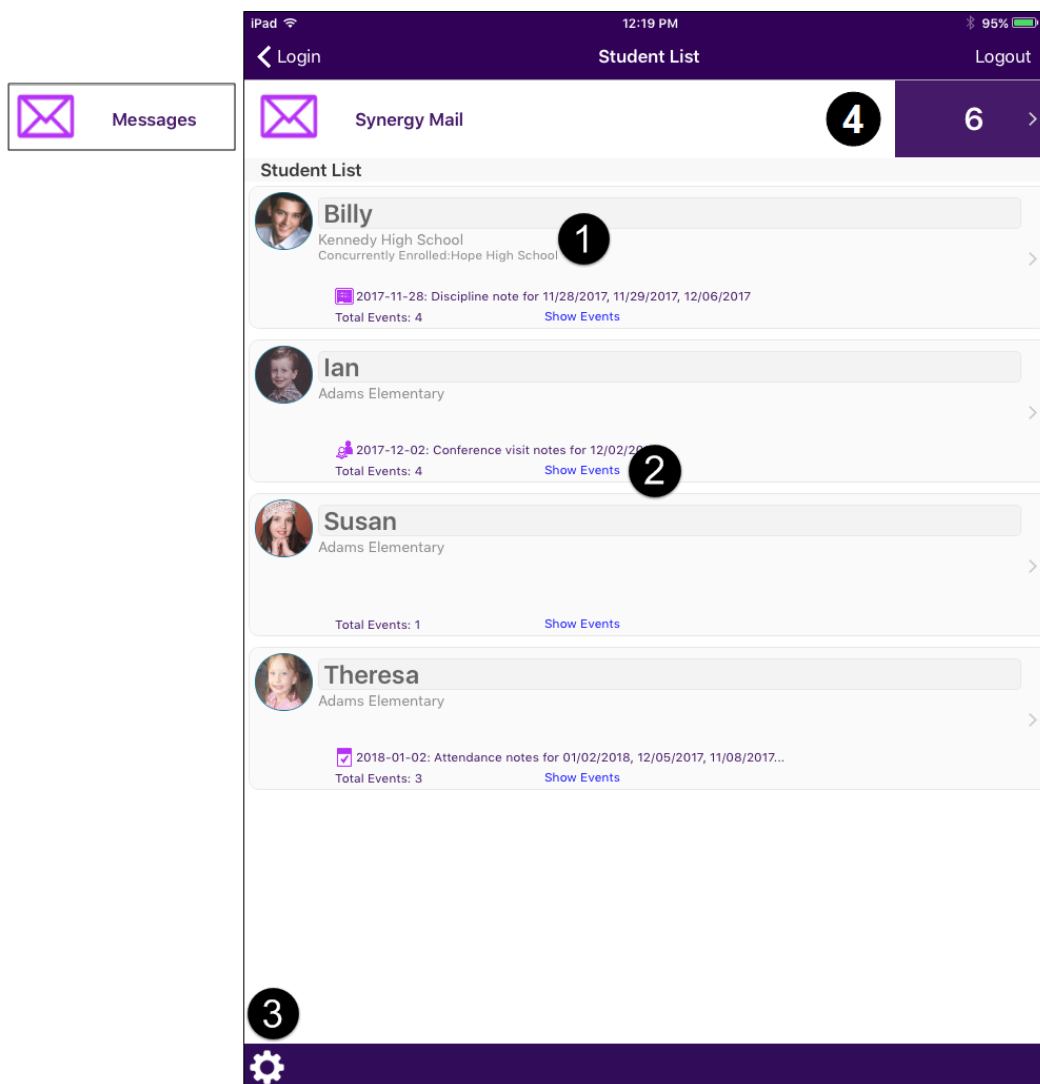 iPad 12:19 PM 95%
Login Student List Logout
Messages
Synergy Mail 4 6
Student List
Billy
Kennedy High School
1
Concurrently Enrolled:Hope High School
2017-11-28: Discipline note for 11/28/2017, 11/29/2017, 12/06/2017
Total Events: 4 Show Events
Ian
Adams Elementary
2017-12-02: Conference visit notes for 12/02/20
Total Events: 4 Show Events 2
Susan
Adams Elementary
Total Events: 1 Show Events
Theresa
Adams Elementary
2018-01-02: Attendance notes for 01/02/2018, 12/05/2017, 11/08/2017...
Total Events: 3 Show Events
3